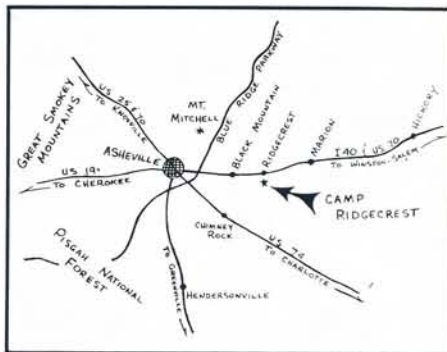 US 25 & 70
TO KNOXVILLE
GREAT SMOKEY
MOUNTAINS
MT.
MITCHELL
BLUE RIDGE PARKWAY
ASHEVILLE
BLACK MOUNTAIN
RIDGECREST
MARION
I 40 & US 70
TO WINSTON-SALEM
HICKORY
US 19
TO CHEROKEE
CAMP
RIDGECREST
CHIMNEY
ROCK
US 74
TO CHARLOTTE
PISGAH NATIONAL
FOREST
TO GREENVILLE
HENDERSONVILLE